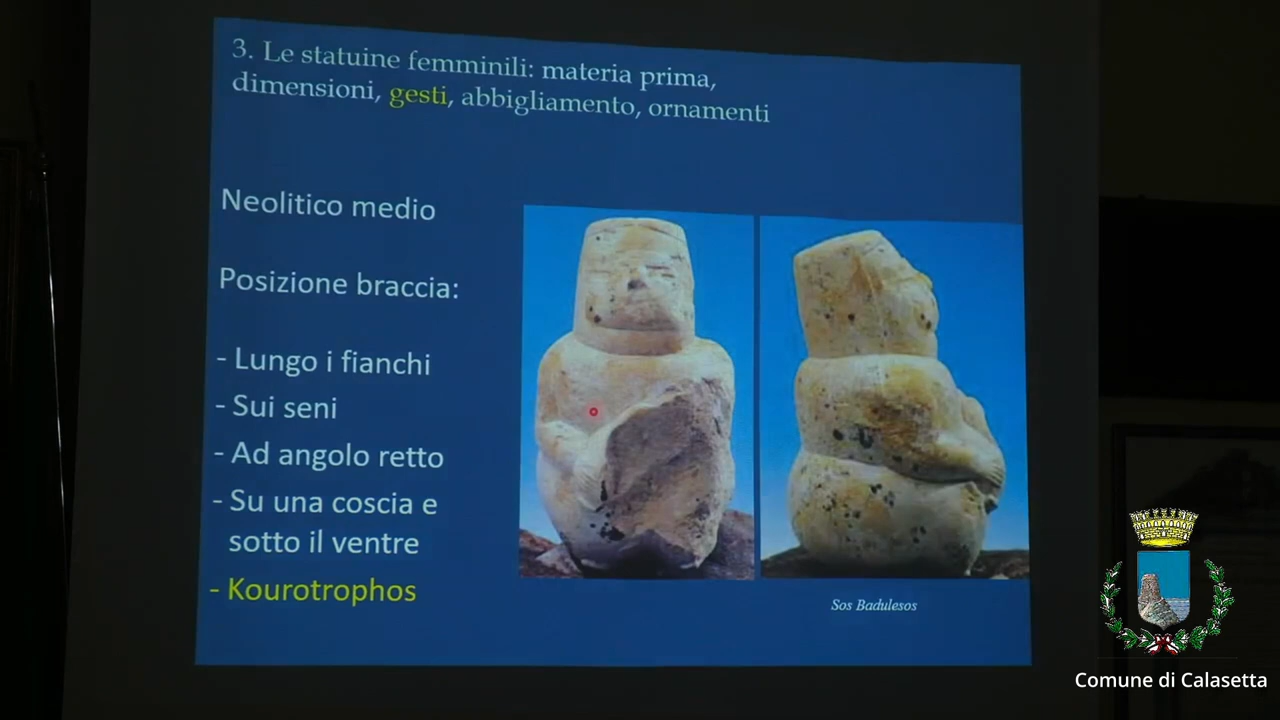 3. Le statuine femminili: materia prima,
dimensioni, gesti, abbigliamento, ornamenti
Neolitico medio
Posizione braccia:
- Lungo i fianchi
- Sui seni
- Ad angolo retto
- Su una coscia e
sotto il ventre
- Kourotrophos
Sos Badulesos
Comune di Calasetta